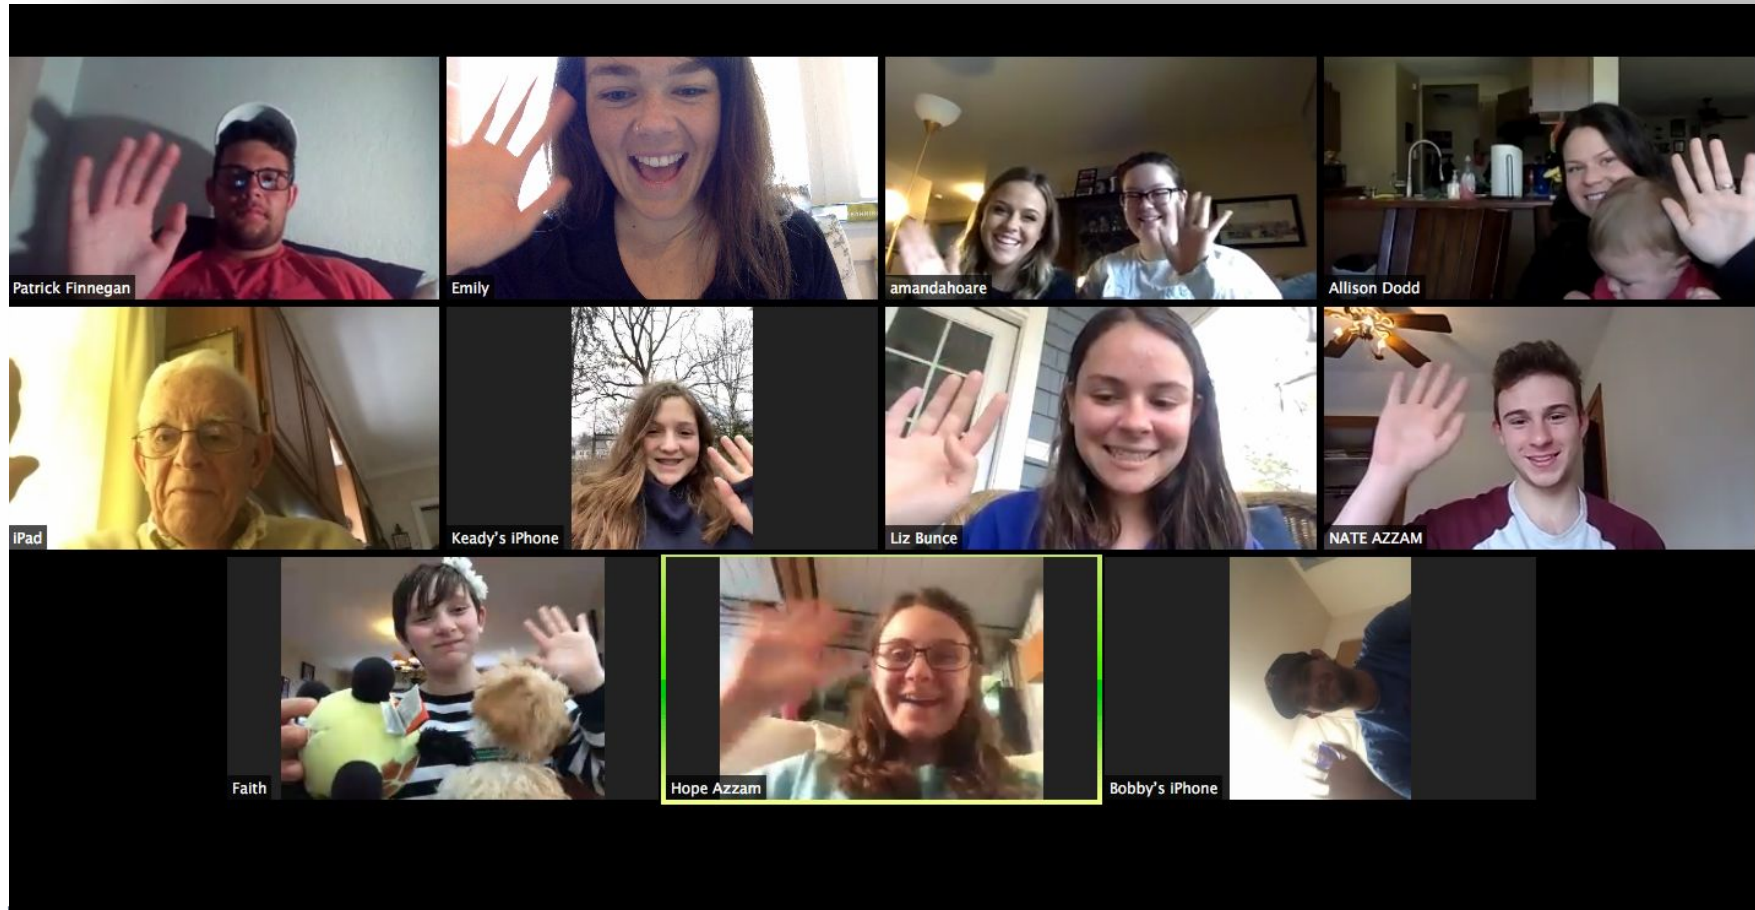 Patrick Finnegan
Emily
amandahoare
Allison Dodd
iPad
Keady's iPhone
Liz Bunce
NATE AZZAM
Faith
Hope Azzam
Bobby's iPhone